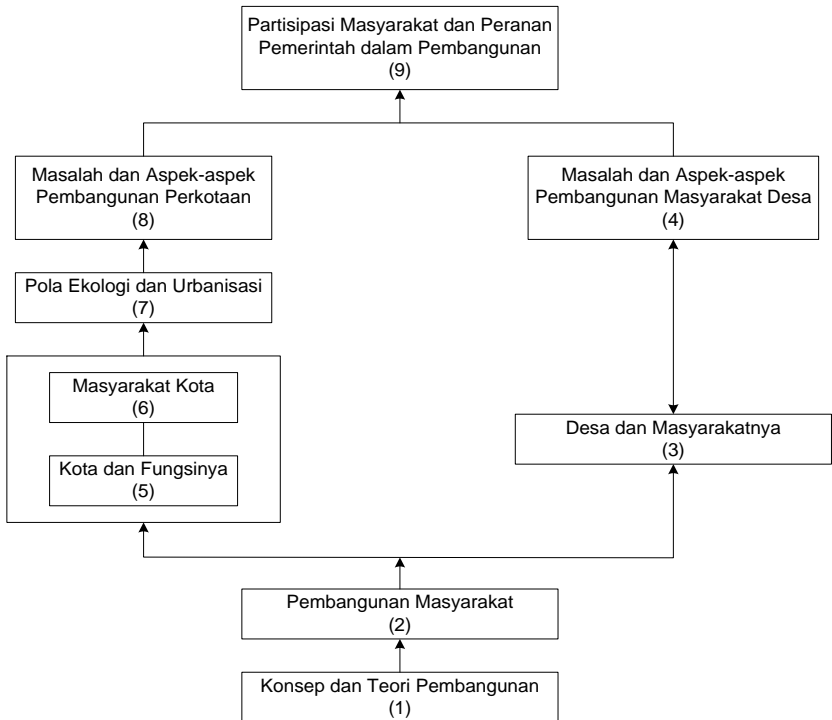 Partisipasi Masyarakat dan Peranan
Pemerintah dalam Pembangunan
(9)
Masalah dan Aspek-aspek
Pembangunan Perkotaan
(8)
Masalah dan Aspek-aspek
Pembangunan Masyarakat Desa
(4)
Pola Ekologi dan Urbanisasi
(7)
Masyarakat Kota
(6)
Kota dan Fungsinya
(5)
Desa dan Masyarakatnya
(3)
Pembangunan Masyarakat
(2)
Konsep dan Teori Pembangunan
(1)